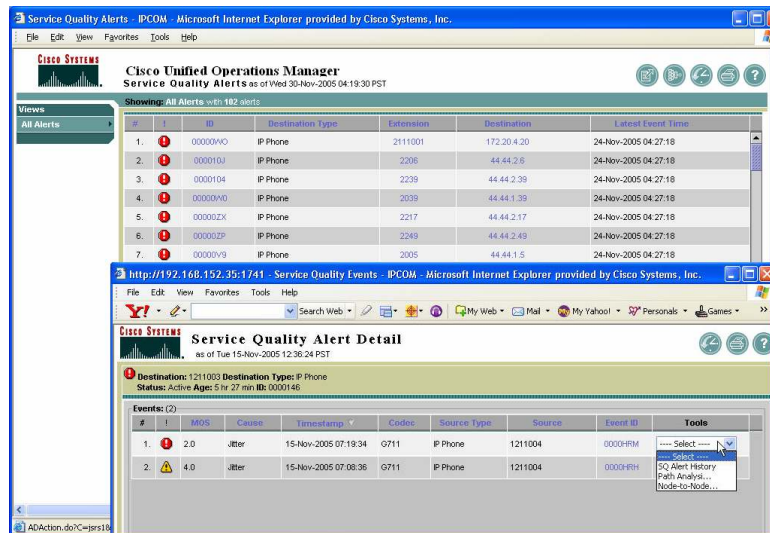 Service Quality Alerts - IPCOM - Microsoft Internet Explorer provided by Cisco Systems, Inc.
File Edit View Favorites Tools Help
CISCO SYSTEMS
Cisco Unified Operations Manager
Service Quality Alerts as of Wed 30-Nov-2005 04:19:30 PST
Views
All Alerts
Showing: All Alerts with 182 alerts
# ! ID Destination Type Extension Destination Latest Event Time
1. 00000WO IP Phone 2111001 172.20.4.20 24-Nov-2005 04:27:18
2. 000010J IP Phone 2206 44.44.2.6 24-Nov-2005 04:27:18
3. 0000104 IP Phone 2239 44.44.2.39 24-Nov-2005 04:27:18
4. 00000W0 IP Phone 2039 44.44.1.39 24-Nov-2005 04:27:18
5. 00000ZX IP Phone 2217 44.44.2.17 24-Nov-2005 04:27:18
6. 00000ZP IP Phone 2249 44.44.2.49 24-Nov-2005 04:27:18
7. 00000V9 IP Phone 2005 44.44.1.5 24-Nov-2005 04:27:18
http://192.168.152.35:1741 - Service Quality Events - IPCOM - Microsoft Internet Explorer provided by Cisco Systems, Inc.
File Edit View Favorites Tools Help
Y! Search Web My Web Mail My Yahoo! Personals Games »
CISCO SYSTEMS
Service Quality Alert Detail
as of Tue 15-Nov-2005 12:36:24 PST
Destination: 1211003 Destination Type: IP Phone
Status: Active Age: 5 hr 27 min ID: 0000146
Events: (2)
# ! MOS Cause Timestamp Codec Source Type Source Event ID Tools
1. 2.0 Jitter 15-Nov-2005 07:19:34 G711 IP Phone 1211004 0000HRM ---- Select ----
---- Select ----
SQ Alert History
Path Analysi...
Node-to-Node...
2. 4.0 Jitter 15-Nov-2005 07:08:36 G711 IP Phone 1211004 0000HRH
ADAction.do?C=jsrs18